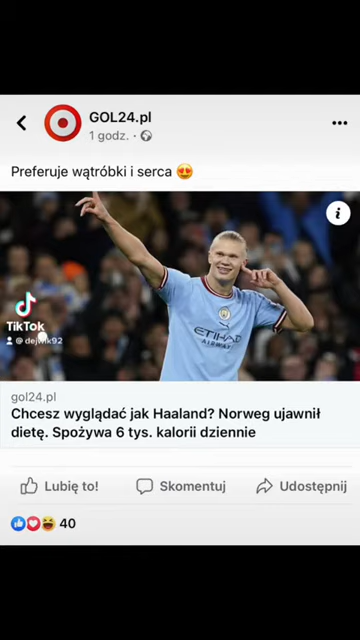 GOL24.pl
1 godz. ·
Preferuje wątróbki i serca 😍
ETIHAD
AIRWAYS
TikTok
@ dejwik92
gol24.pl
Chcesz wyglądać jak Haaland? Norweg ujawnił
dietę. Spożywa 6 tys. kalorii dziennie
Lubię to! Skomentuj Udostępnij
40